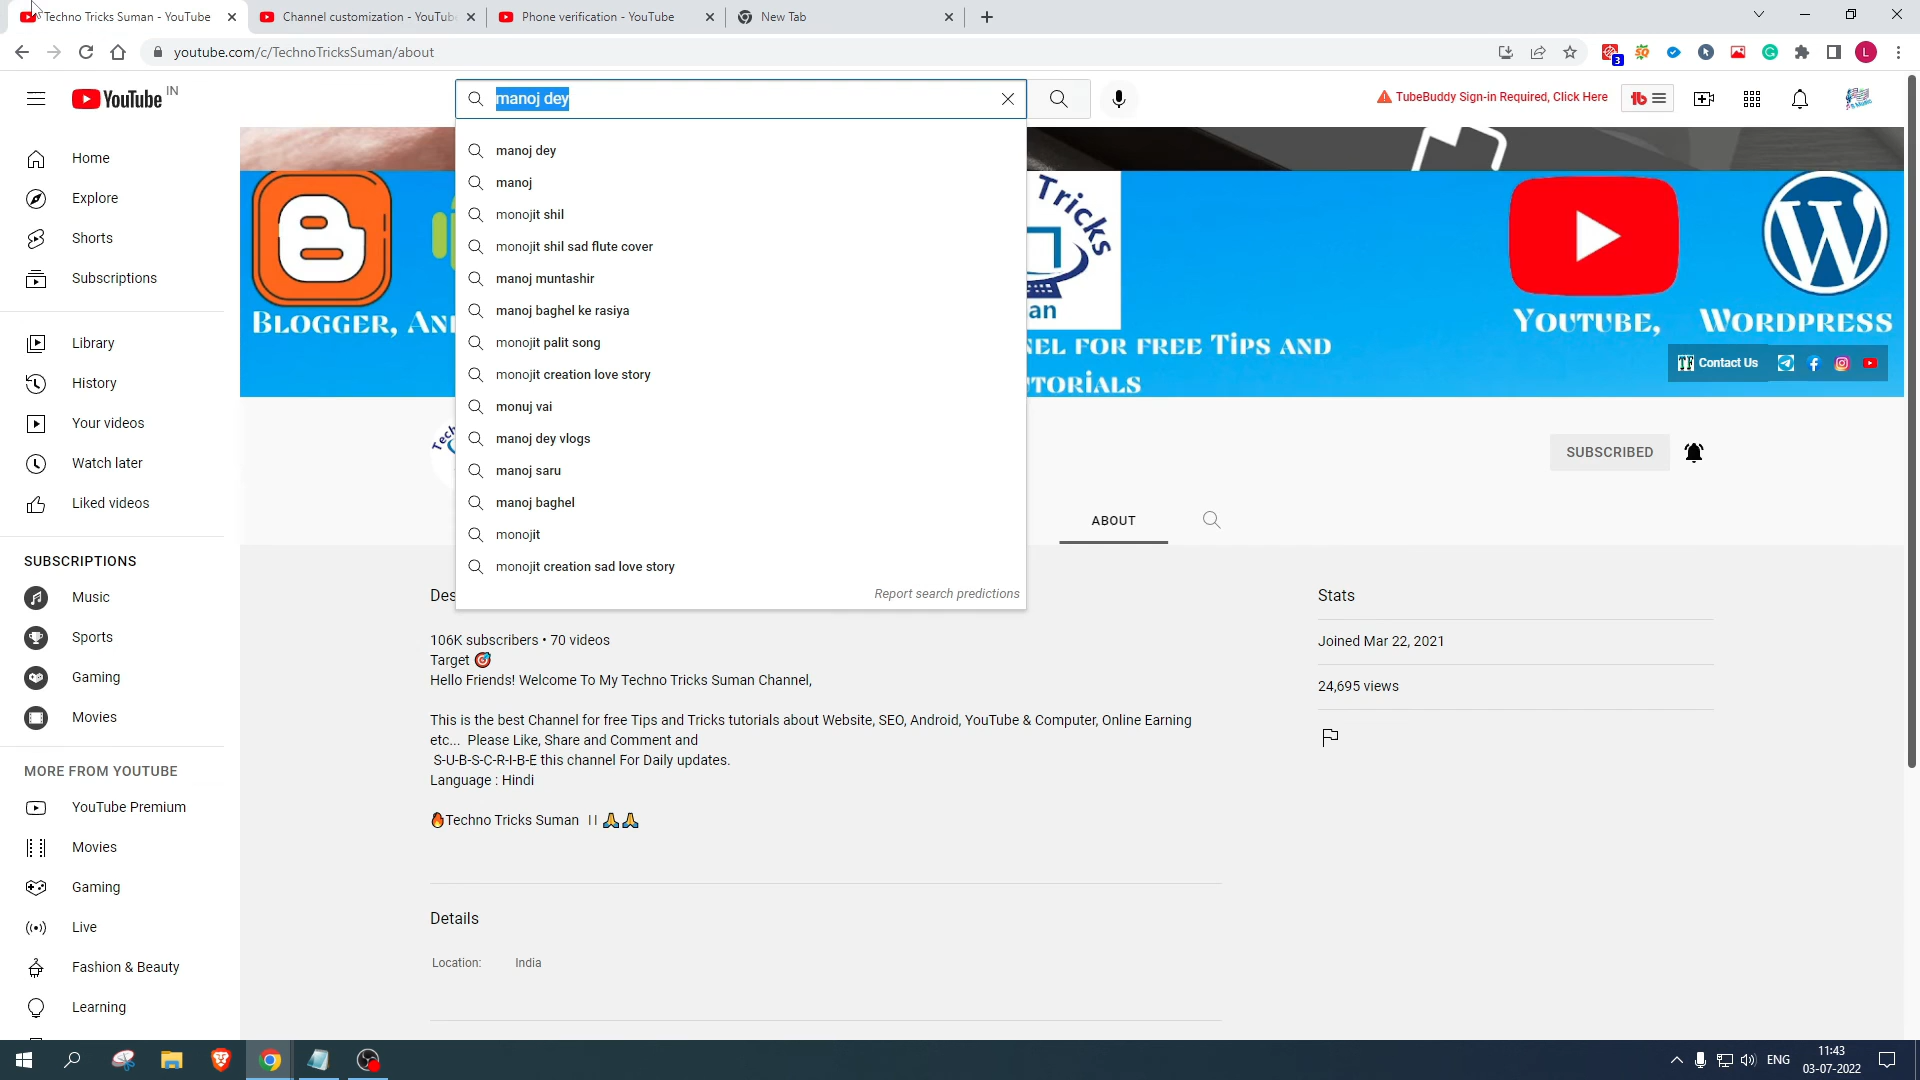 Techno Tricks Suman - YouTube
Channel customization - YouTube
Phone verification - YouTube
New Tab
youtube.com/c/TechnoTricksSuman/about
3
L
YouTube IN
manoj dey
TubeBuddy Sign-in Required, Click Here
tb
Home
Explore
Shorts
Subscriptions
Library
History
Your videos
Watch later
Liked videos
SUBSCRIPTIONS
Music
Sports
Gaming
Movies
MORE FROM YOUTUBE
YouTube Premium
Movies
Gaming
Live
Fashion & Beauty
Learning
manoj dey
manoj
monojit shil
monojit shil sad flute cover
manoj muntashir
manoj baghel ke rasiya
monojit palit song
monojit creation love story
monuj vai
manoj dey vlogs
manoj saru
manoj baghel
monojit
monojit creation sad love story
Report search predictions
Tricks
an
BLOGGER, AN
YOUTUBE,
WORDPRESS
NEL FOR FREE TIPS AND
TORIALS
Contact Us
SUBSCRIBED
ABOUT
Des
106K subscribers • 70 videos
Target 🎯
Hello Friends! Welcome To My Techno Tricks Suman Channel,
This is the best Channel for free Tips and Tricks tutorials about Website, SEO, Android, YouTube & Computer, Online Earning
etc... Please Like, Share and Comment and
S-U-B-S-C-R-I-B-E this channel For Daily updates.
Language : Hindi
🔥Techno Tricks Suman || 🙏🙏
Details
Location: India
Stats
Joined Mar 22, 2021
24,695 views
ENG
11:43
03-07-2022